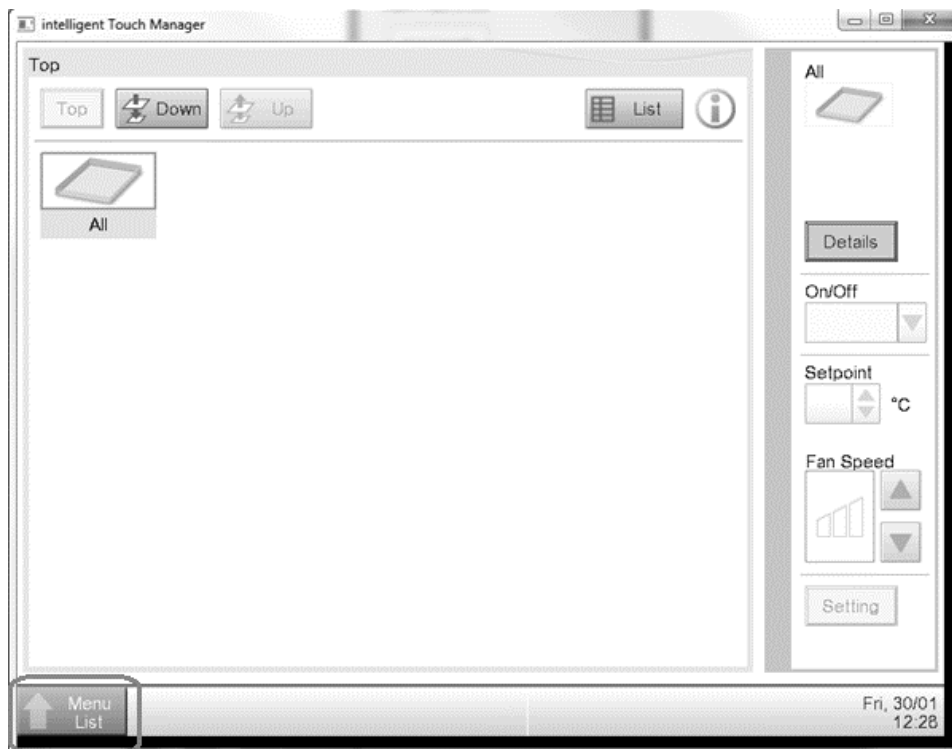 intelligent Touch Manager
Top
Top
Down
Up
List
All
All
Details
On/Off
Setpoint
°C
Fan Speed
Setting
Menu
List
Fri, 30/01
12:28